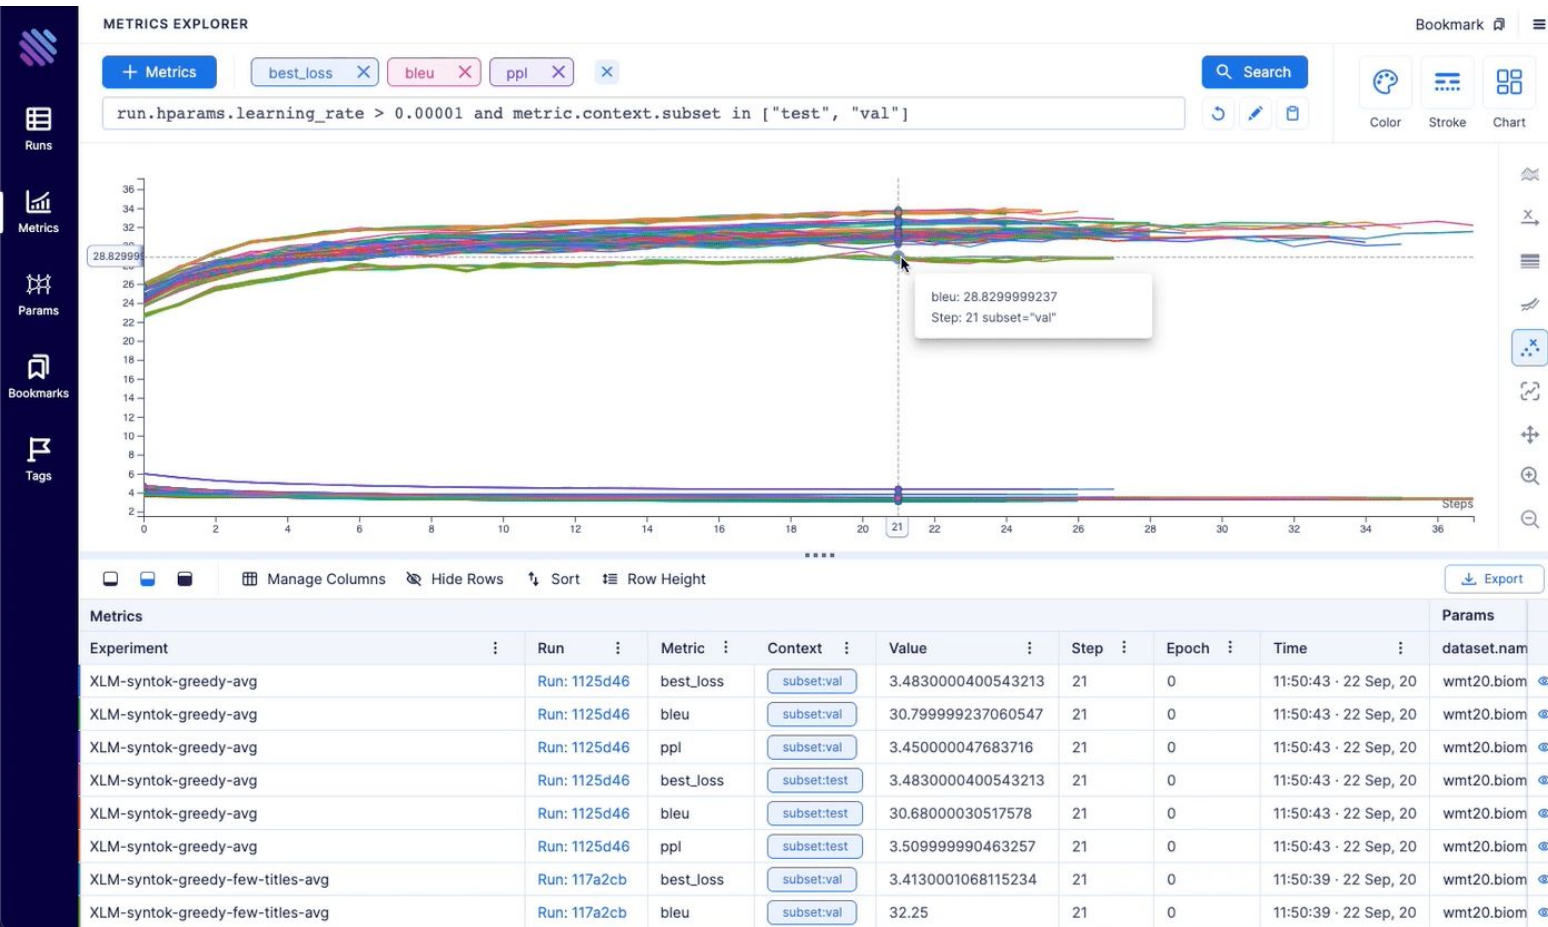 METRICS EXPLORER
Bookmark
Runs
Metrics
Params
Bookmarks
Tags
+ Metrics
best_loss
bleu
ppl
Search
run.hparams.learning_rate > 0.00001 and metric.context.subset in ["test", "val"]
Color
Stroke
Chart
36
34
32
28.82999
26
24
22
20
18
16
14
12
10
8
6
4
2
bleu: 28.8299999237
Step: 21 subset="val"
Steps
0 2 4 6 8 10 12 14 16 18 20 21 22 24 26 28 30 32 34 36
Manage Columns Hide Rows Sort Row Height Export
Metrics Params
Experiment Run Metric Context Value Step Epoch Time dataset.nam
XLM-syntok-greedy-avg Run: 1125d46 best_loss subset:val 3.4830000400543213 21 0 11:50:43 · 22 Sep, 20 wmt20.biom
XLM-syntok-greedy-avg Run: 1125d46 bleu subset:val 30.799999237060547 21 0 11:50:43 · 22 Sep, 20 wmt20.biom
XLM-syntok-greedy-avg Run: 1125d46 ppl subset:val 3.450000047683716 21 0 11:50:43 · 22 Sep, 20 wmt20.biom
XLM-syntok-greedy-avg Run: 1125d46 best_loss subset:test 3.4830000400543213 21 0 11:50:43 · 22 Sep, 20 wmt20.biom
XLM-syntok-greedy-avg Run: 1125d46 bleu subset:test 30.68000030517578 21 0 11:50:43 · 22 Sep, 20 wmt20.biom
XLM-syntok-greedy-avg Run: 1125d46 ppl subset:test 3.509999990463257 21 0 11:50:43 · 22 Sep, 20 wmt20.biom
XLM-syntok-greedy-few-titles-avg Run: 117a2cb best_loss subset:val 3.4130001068115234 21 0 11:50:39 · 22 Sep, 20 wmt20.biom
XLM-syntok-greedy-few-titles-avg Run: 117a2cb bleu subset:val 32.25 21 0 11:50:39 · 22 Sep, 20 wmt20.biom